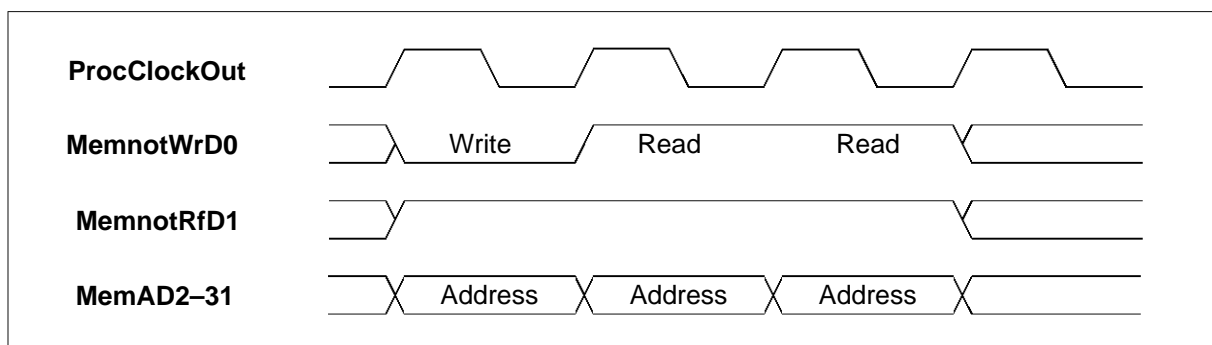 ProcClockOut
MemnotWrD0 Write Read Read
MemnotRfD1
MemAD2–31 Address Address Address